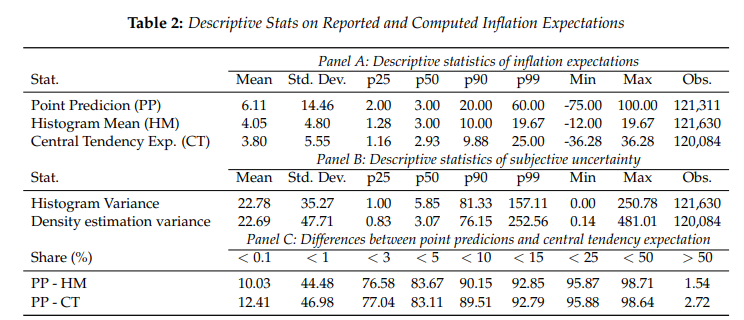 Table 2: Descriptive Stats on Reported and Computed Inflation Expectations
Panel A: Descriptive statistics of inflation expectations
Stat. Mean Std. Dev. p25 p50 p90 p99 Min Max Obs.
Point Predicion (PP) 6.11 14.46 2.00 3.00 20.00 60.00 -75.00 100.00 121,311
Histogram Mean (HM) 4.05 4.80 1.28 3.00 10.00 19.67 -12.00 19.67 121,630
Central Tendency Exp. (CT) 3.80 5.55 1.16 2.93 9.88 25.00 -36.28 36.28 120,084
Panel B: Descriptive statistics of subjective uncertainty
Stat. Mean Std. Dev. p25 p50 p90 p99 Min Max Obs.
Histogram Variance 22.78 35.27 1.00 5.85 81.33 157.11 0.00 250.78 121,630
Density estimation variance 22.69 47.71 0.83 3.07 76.15 252.56 0.14 481.01 120,084
Panel C: Differences between point predicions and central tendency expectation
Share (%) < 0.1 < 1 < 3 < 5 < 10 < 15 < 25 < 50 > 50
PP - HM 10.03 44.48 76.58 83.67 90.15 92.85 95.87 98.71 1.54
PP - CT 12.41 46.98 77.04 83.11 89.51 92.79 95.88 98.64 2.72